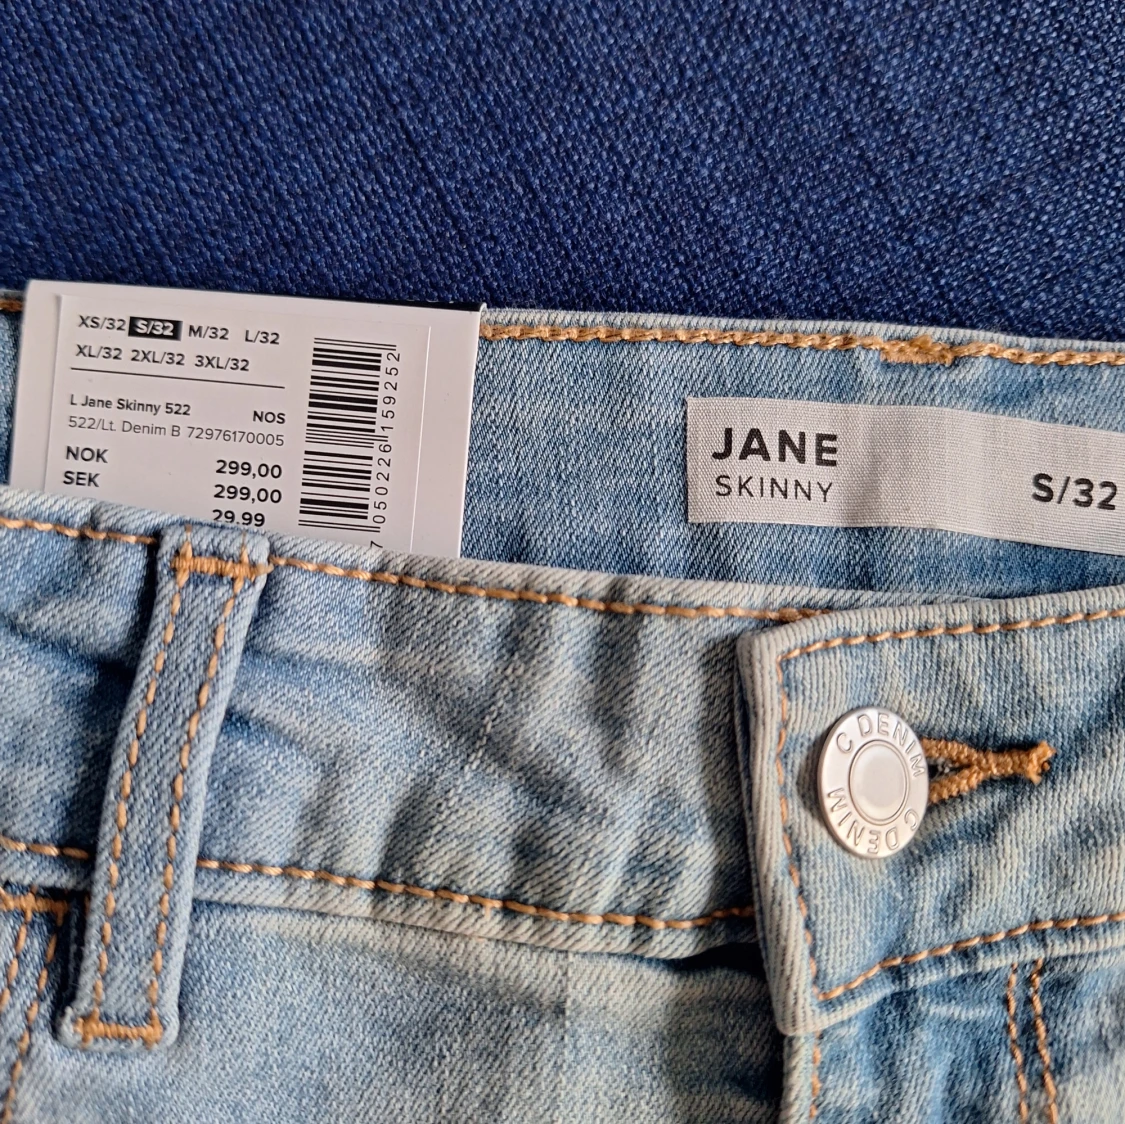 XS/32 S/32 M/32 L/32
XL/32 2XL/32 3XL/32
L Jane Skinny 522 NOS
522/Lt. Denim B 72976170005
NOK 299,00
SEK 299,00
29.99
7 050226 159252
JANE
SKINNY
S/32
C DENIM C DENIM